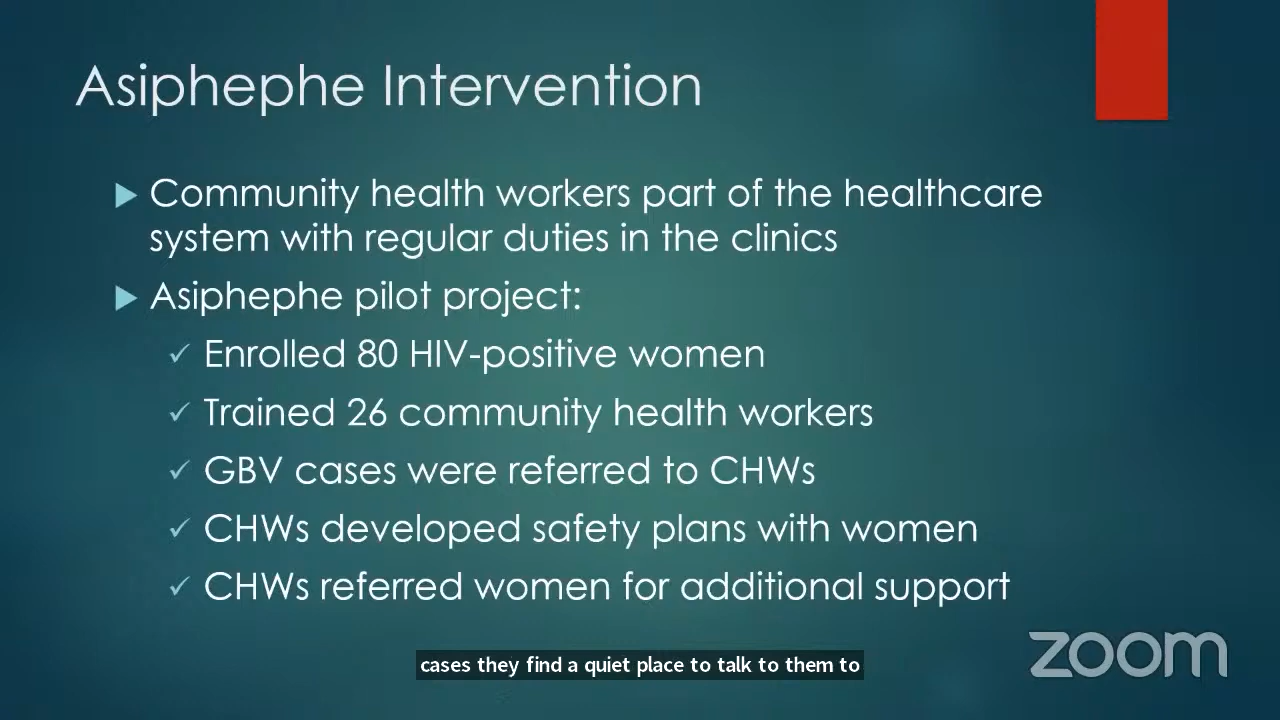 Asiphephe Intervention
Community health workers part of the healthcare
system with regular duties in the clinics
Asiphephe pilot project:
Enrolled 80 HIV-positive women
Trained 26 community health workers
GBV cases were referred to CHWs
CHWs developed safety plans with women
CHWs referred women for additional support
zoom
cases they find a quiet place to talk to them to